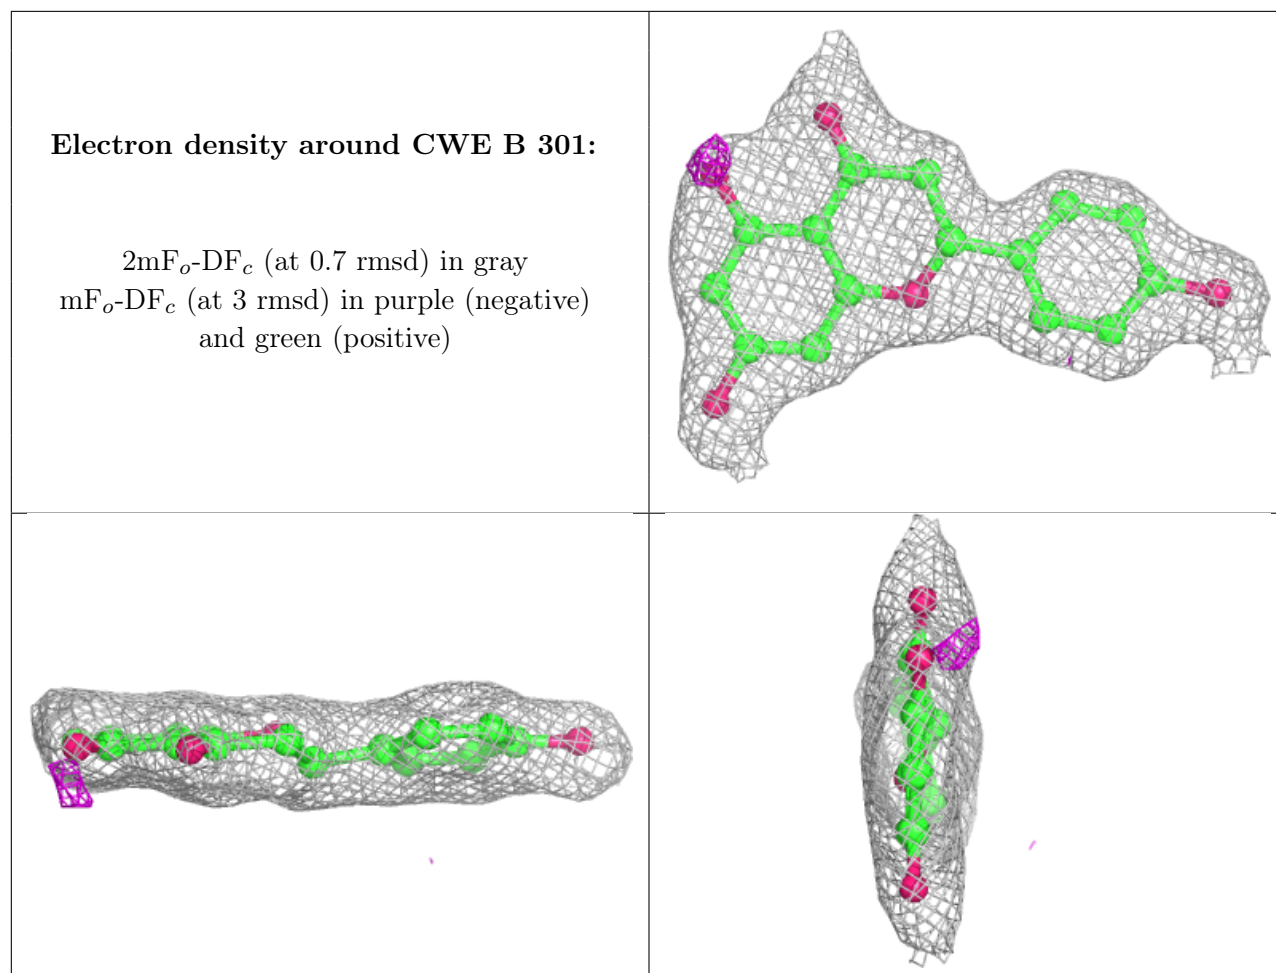 Electron density around CWE B 301:
2mFo-DFc (at 0.7 rmsd) in gray
mFo-DFc (at 3 rmsd) in purple (negative)
and green (positive)